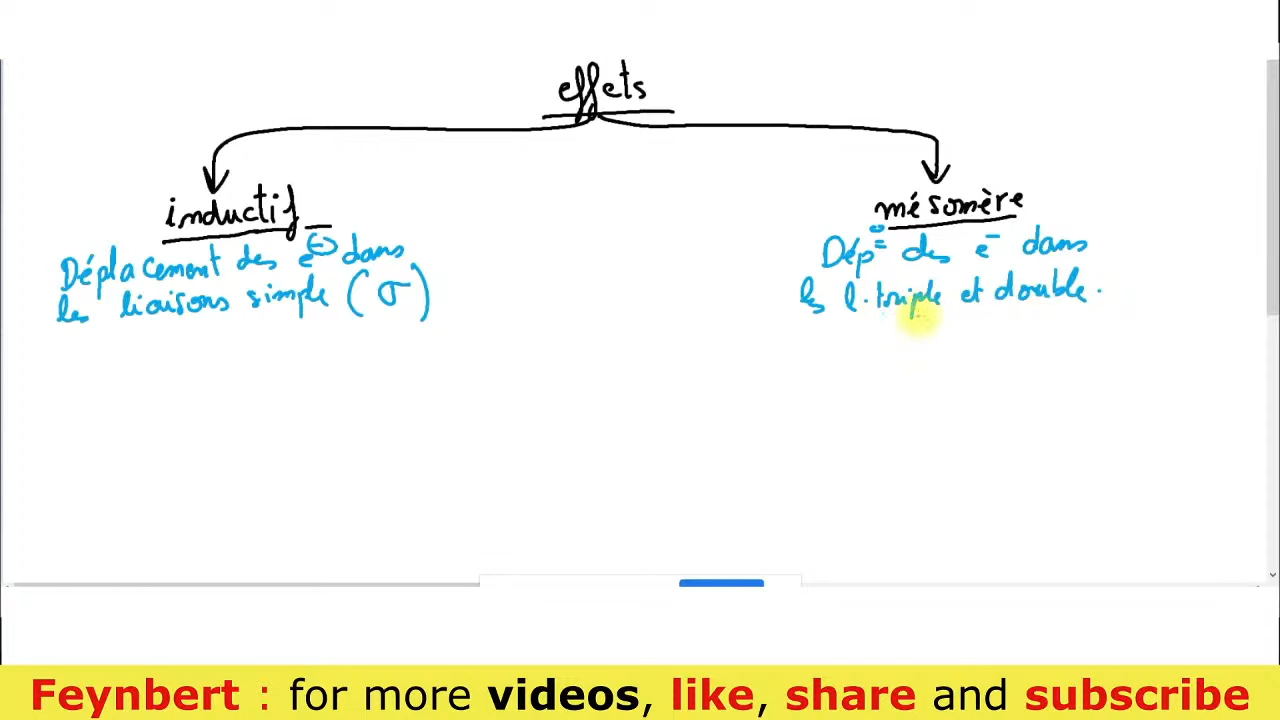 effets
inductif
Déplacement des e⊖ dans
les liaisons simple (σ)
mésomère
Dép= des e⁻ dans
les l. triple et double.
Feynbert : for more videos, like, share and subscribe